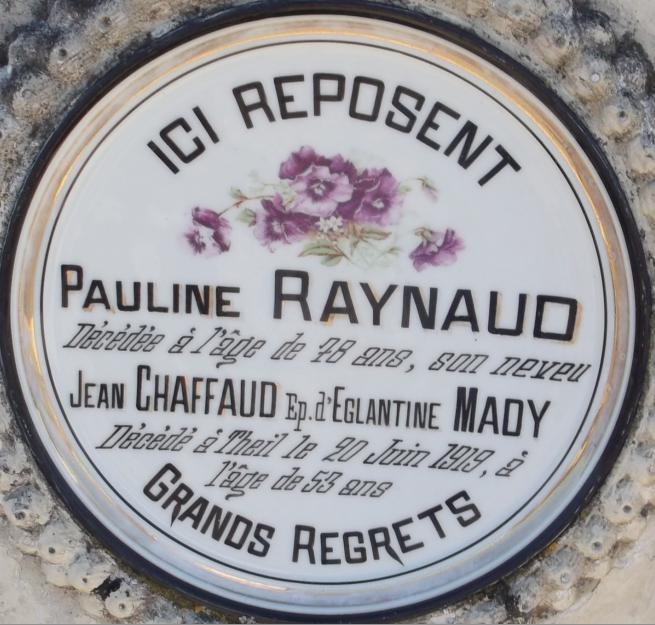 ICI REPOSENT
PAULINE RAYNAUD
Décédée à l'âge de 78 ans, son neveu
JEAN CHAFFAUD Ep. d'EGLANTINE MADY
Décédé à Theil le 20 Juin 1919, à
l'âge de 53 ans
GRANDS REGRETS